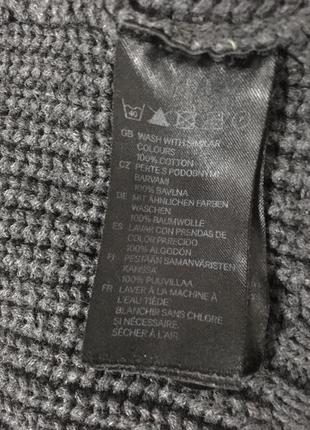 40
GB WASH WITH SIMILAR
COLOURS
100% COTTON
CZ PERTE S PODOBNÝMI
BARVAMI
100% BAVLNA
DE MIT ÄHNLICHEN FARBEN
WASCHEN
100% BAUMWOLLE
ES LAVAR CON PRENDAS DE
COLOR PARECIDO
100% ALGODÓN
FI PESTÄÄN SAMANVÄRISTEN
KANSSA
100% PUUVILLAA
FR LAVER À LA MACHINE À
L'EAU TIÈDE
BLANCHIR SANS CHLORE
SI NÉCESSAIRE.
SÉCHER À L'AIR.